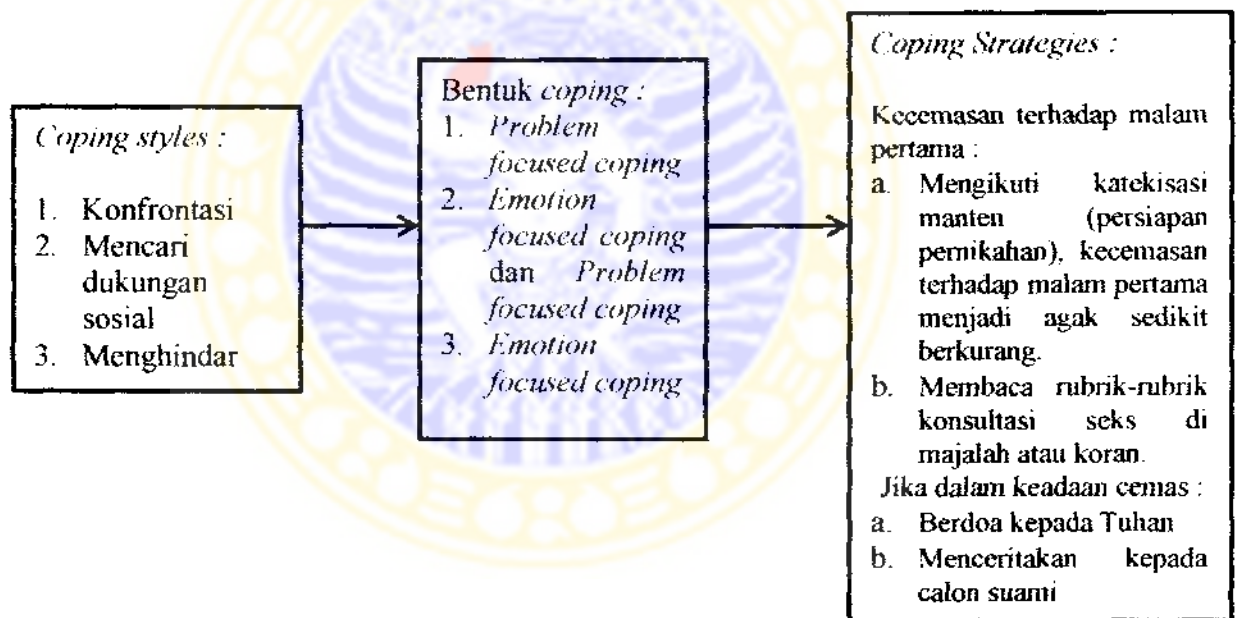 Coping styles :
1. Konfrontasi
2. Mencari
dukungan
sosial
3. Menghindar
Bentuk coping :
1. Problem
focused coping
2. Emotion
focused coping
dan Problem
focused coping
3. Emotion
focused coping
Coping Strategies :
Kecemasan terhadap malam
pertama :
a. Mengikuti katekisasi
manten (persiapan
pernikahan), kecemasan
terhadap malam pertama
menjadi agak sedikit
berkurang.
b. Membaca rubrik-rubrik
konsultasi seks di
majalah atau koran.
Jika dalam keadaan cemas :
a. Berdoa kepada Tuhan
b. Menceritakan kepada
calon suami